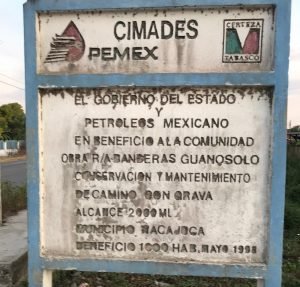 CIMADES
PEMEX
CERTEZA
TABASCO
EL GOBIERNO DEL ESTADO
Y
PETROLEOS MEXICANO
EN BENEFICIO A LA COMUNIDAD
OBRA R/A BANDERAS GUANOSOLO
CONSERVACION Y MANTENIMIENTO
DE CAMINO CON GRAVA
ALCANCE 2000 ML
MUNICIPIO NACAJUCA
BENEFICIO 1600 HAB, MAYO 1998